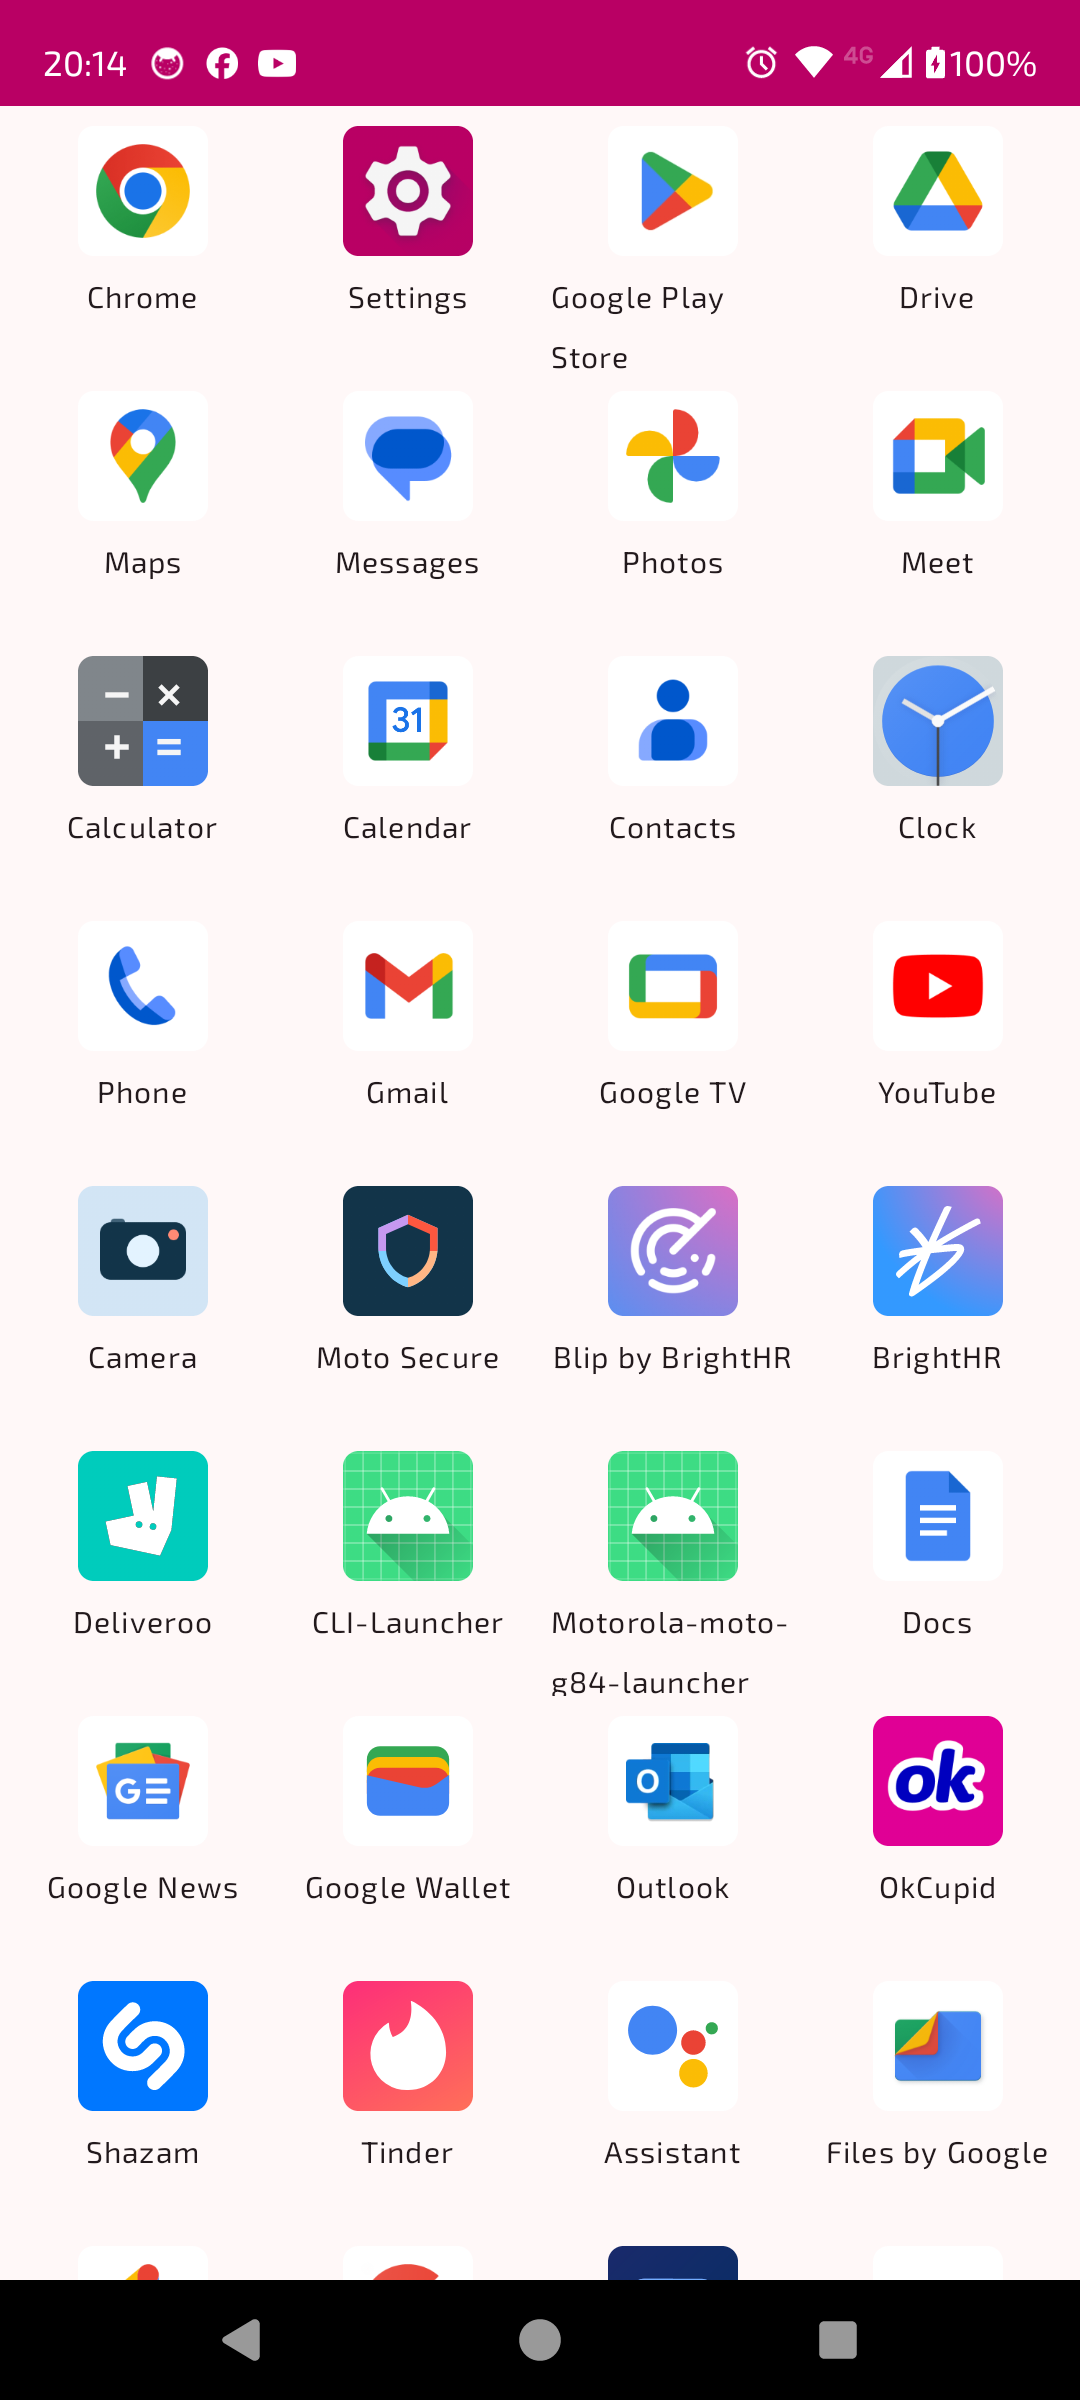 20:14 4G 100%
Chrome Settings Google Play Store Drive
Maps Messages Photos Meet
31
Calculator Calendar Contacts Clock
Phone Gmail Google TV YouTube
Camera Moto Secure Blip by BrightHR BrightHR
Deliveroo CLI-Launcher Motorola-moto-g84-launcher Docs
GE O ok
Google News Google Wallet Outlook OkCupid
Shazam Tinder Assistant Files by Google